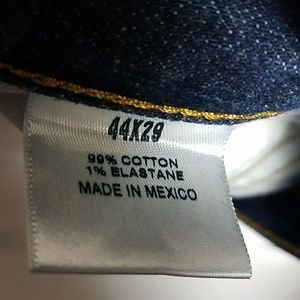 44X29
99% COTTON
1% ELASTANE
MADE IN MEXICO